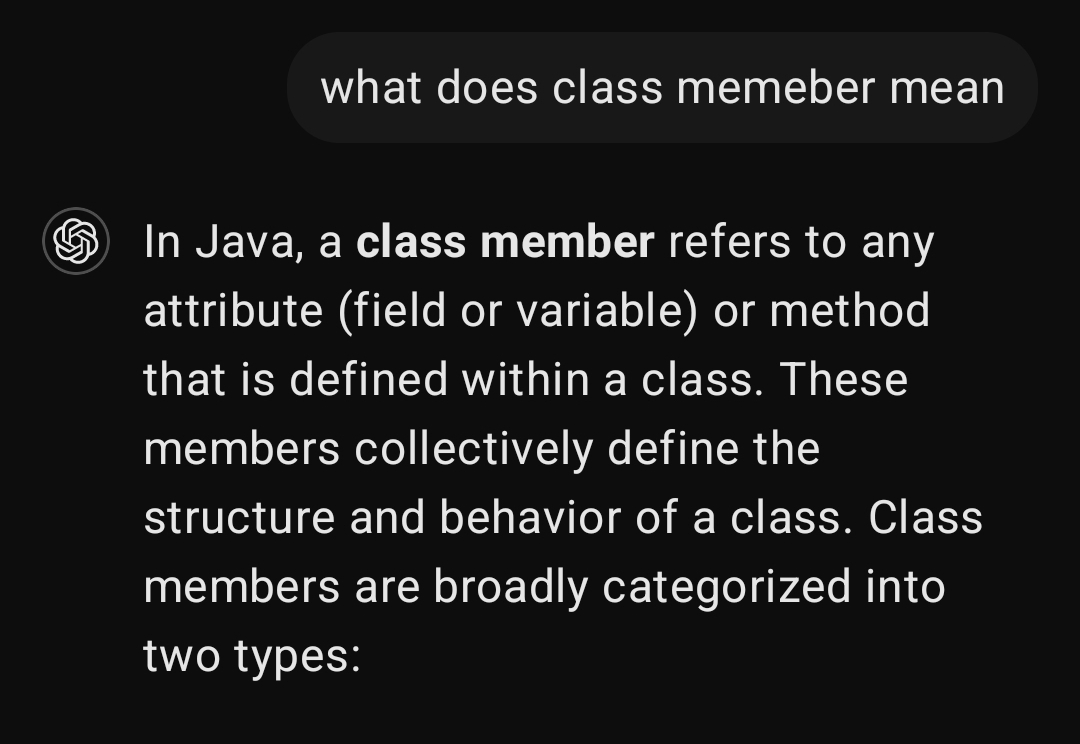 what does class memeber mean
In Java, a class member refers to any
attribute (field or variable) or method
that is defined within a class. These
members collectively define the
structure and behavior of a class. Class
members are broadly categorized into
two types: